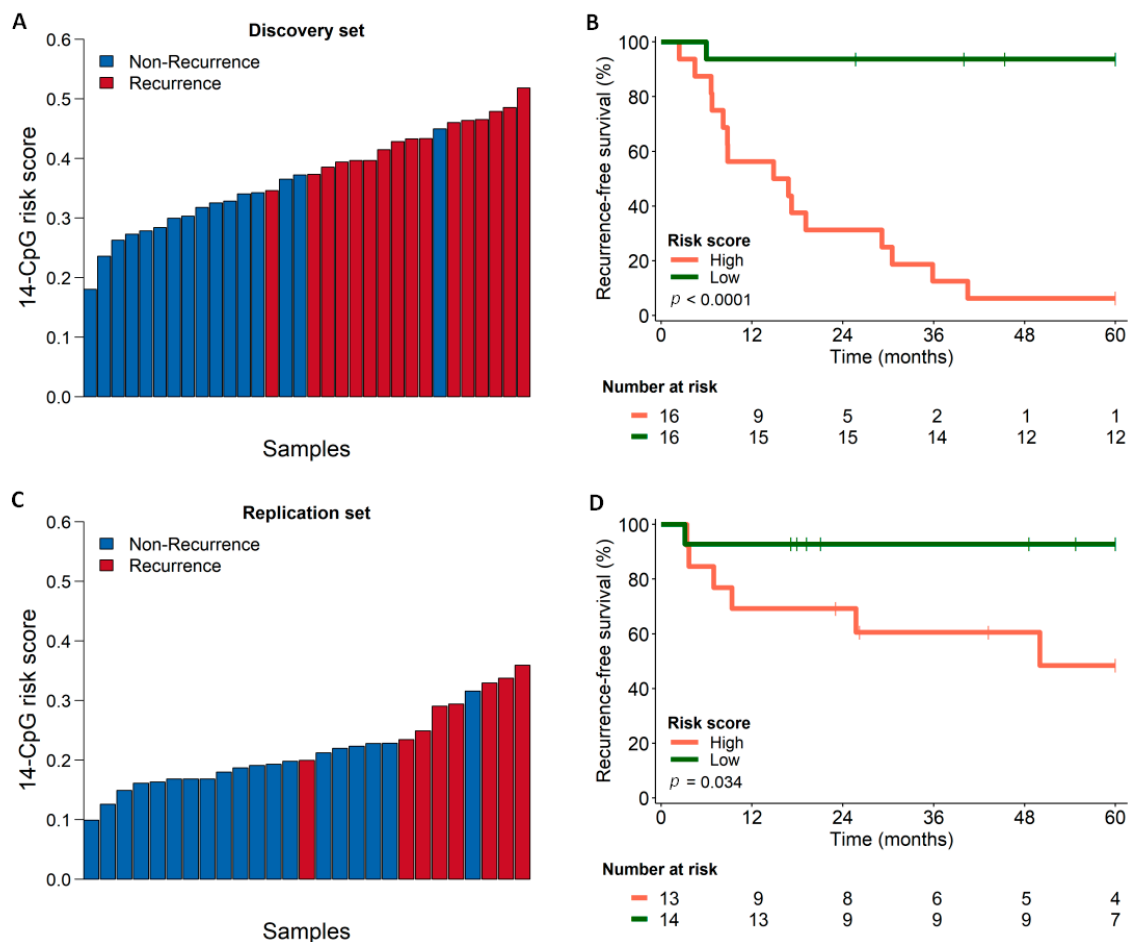 A
Discovery set
Non-Recurrence
Recurrence
14-CpG risk score
0.6
0.5
0.4
0.3
0.2
0.1
0.0
Samples
B
Recurrence-free survival (%)
100
80
60
40
20
0
Risk score
High
Low
p < 0.0001
0 12 24 36 48 60
Time (months)
Number at risk
16 9 5 2 1 1
16 15 15 14 12 12
C
Replication set
Non-Recurrence
Recurrence
14-CpG risk score
0.6
0.5
0.4
0.3
0.2
0.1
0.0
Samples
D
Recurrence-free survival (%)
100
80
60
40
20
0
Risk score
High
Low
p = 0.034
0 12 24 36 48 60
Time (months)
Number at risk
13 9 8 6 5 4
14 13 9 9 9 7